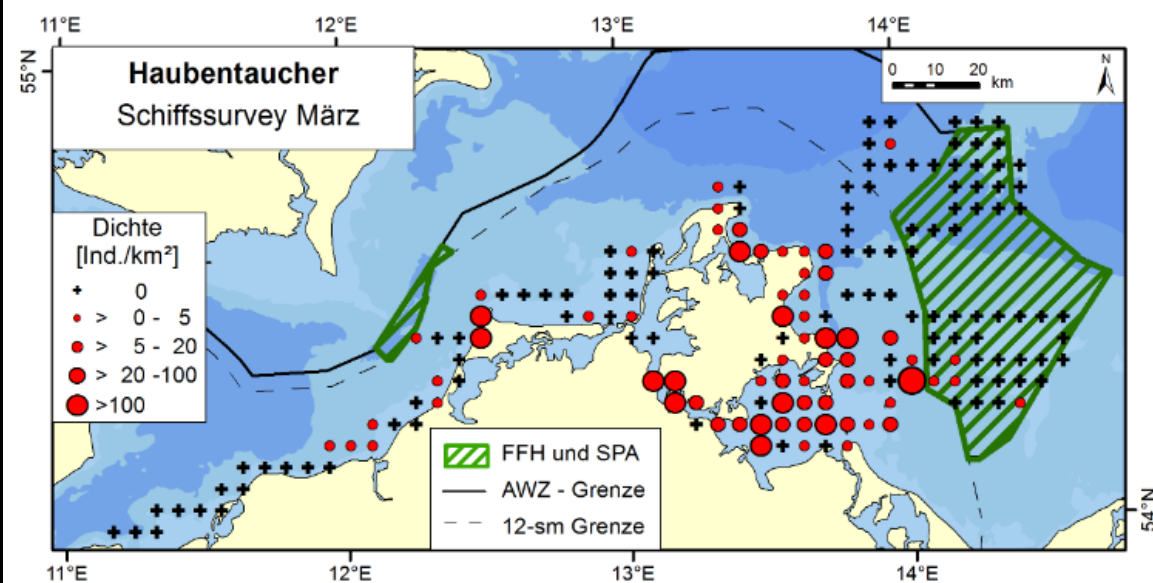 11°E
12°E
13°E
14°E
55°N
Haubentaucher
Schiffssurvey März
0 10 20
km
N
Dichte
[Ind./km²]
0
> 0 - 5
> 5 - 20
> 20 -100
>100
FFH und SPA
AWZ - Grenze
12-sm Grenze
54°N
11°E
12°E
13°E
14°E